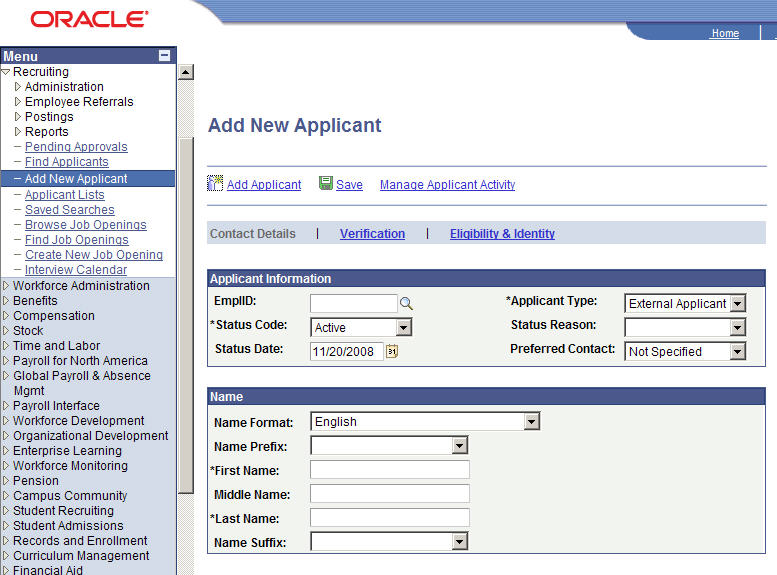 ORACLE®
Home
Menu
Recruiting
Administration
Employee Referrals
Postings
Reports
Pending Approvals
Find Applicants
Add New Applicant
Applicant Lists
Saved Searches
Browse Job Openings
Find Job Openings
Create New Job Opening
Interview Calendar
Workforce Administration
Benefits
Compensation
Stock
Time and Labor
Payroll for North America
Global Payroll & Absence
Mgmt
Payroll Interface
Workforce Development
Organizational Development
Enterprise Learning
Workforce Monitoring
Pension
Campus Community
Student Recruiting
Student Admissions
Records and Enrollment
Curriculum Management
Financial Aid
Add New Applicant
Add Applicant Save Manage Applicant Activity
Contact Details | Verification | Eligibility & Identity
Applicant Information
EmplID: *Applicant Type: External Applicant
*Status Code: Active Status Reason:
Status Date: 11/20/2008 31 Preferred Contact: Not Specified
Name
Name Format: English
Name Prefix:
*First Name:
Middle Name:
*Last Name:
Name Suffix: